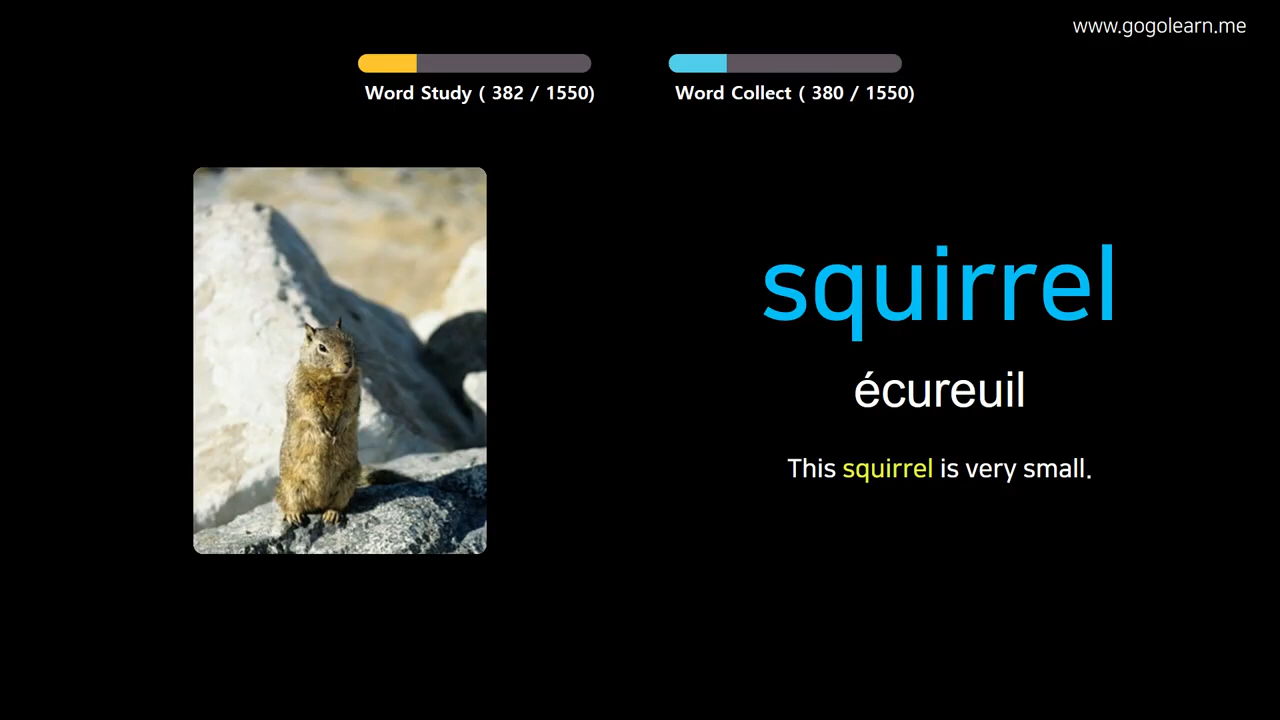 www.gogolearn.me
Word Study ( 382 / 1550)
Word Collect ( 380 / 1550)
squirrel
écureuil
This squirrel is very small.